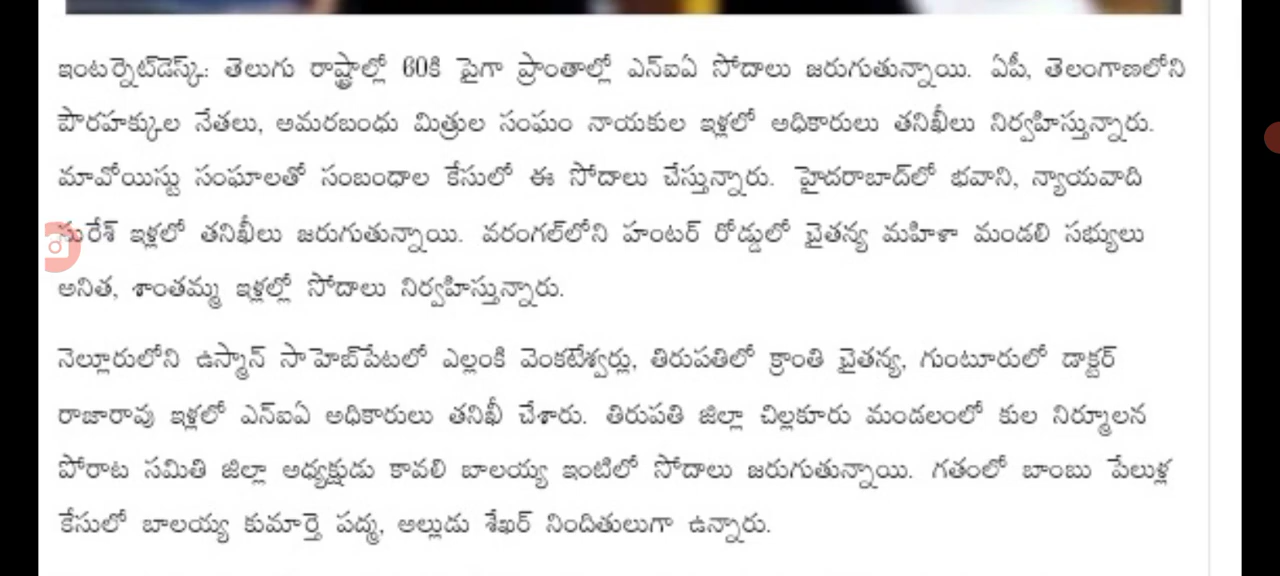 ఇంటర్నెట్‌డెస్క్‌: తెలుగు రాష్ట్రాల్లో 60కి పైగా ప్రాంతాల్లో ఎన్‌ఐఏ సోదాలు జరుగుతున్నాయి. ఏపీ, తెలంగాణలోని
పౌరహక్కుల నేతలు, అమరబంధు మిత్రుల సంఘం నాయకుల ఇళ్లలో అధికారులు తనిఖీలు నిర్వహిస్తున్నారు.
మావోయిస్టు సంఘాలతో సంబంధాల కేసులో ఈ సోదాలు చేస్తున్నారు. హైదరాబాద్‌లో భవాని, న్యాయవాది
సురేశ్‌ ఇళ్లలో తనిఖీలు జరుగుతున్నాయి. వరంగల్‌లోని హంటర్‌ రోడ్డులో చైతన్య మహిళా మండలి సభ్యులు
అనిత, శాంతమ్మ ఇళ్లల్లో సోదాలు నిర్వహిస్తున్నారు.
నెల్లూరులోని ఉస్మాన్‌ సాహెబ్‌పేటలో ఎల్లంకి వెంకటేశ్వర్లు, తిరుపతిలో క్రాంతి చైతన్య, గుంటూరులో డాక్టర్‌
రాజారావు ఇళ్లలో ఎన్‌ఐఏ అధికారులు తనిఖీ చేశారు. తిరుపతి జిల్లా చిల్లకూరు మండలంలో కుల నిర్మూలన
పోరాట సమితి జిల్లా అధ్యక్షుడు కావలి బాలయ్య ఇంటిలో సోదాలు జరుగుతున్నాయి. గతంలో బాంబు పేలుళ్ల
కేసులో బాలయ్య కుమార్తె పద్మ, అల్లుడు శేఖర్‌ నిందితులుగా ఉన్నారు.